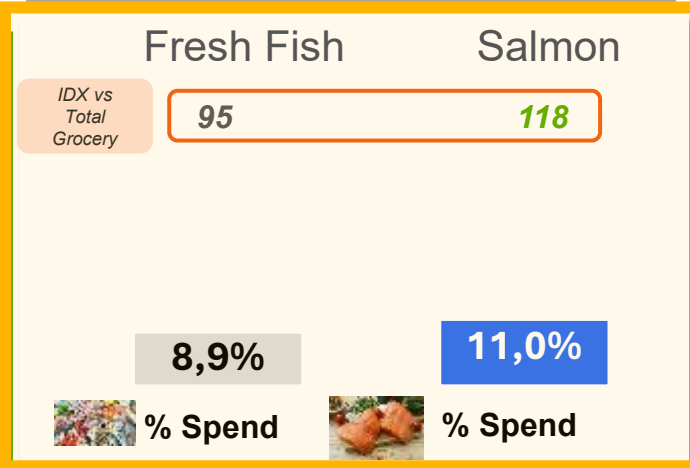 Fresh Fish
Salmon
IDX vs
Total
Grocery
95
118
8,9%
11,0%
% Spend
% Spend